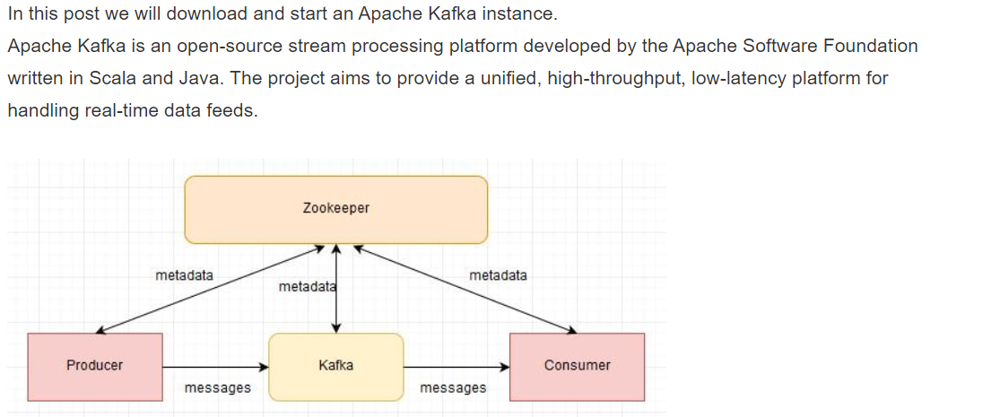 In this post we will download and start an Apache Kafka instance.
Apache Kafka is an open-source stream processing platform developed by the Apache Software Foundation
written in Scala and Java. The project aims to provide a unified, high-throughput, low-latency platform for
handling real-time data feeds.
Zookeeper
metadata
metadata
metadata
Producer
Kafka
Consumer
messages
messages